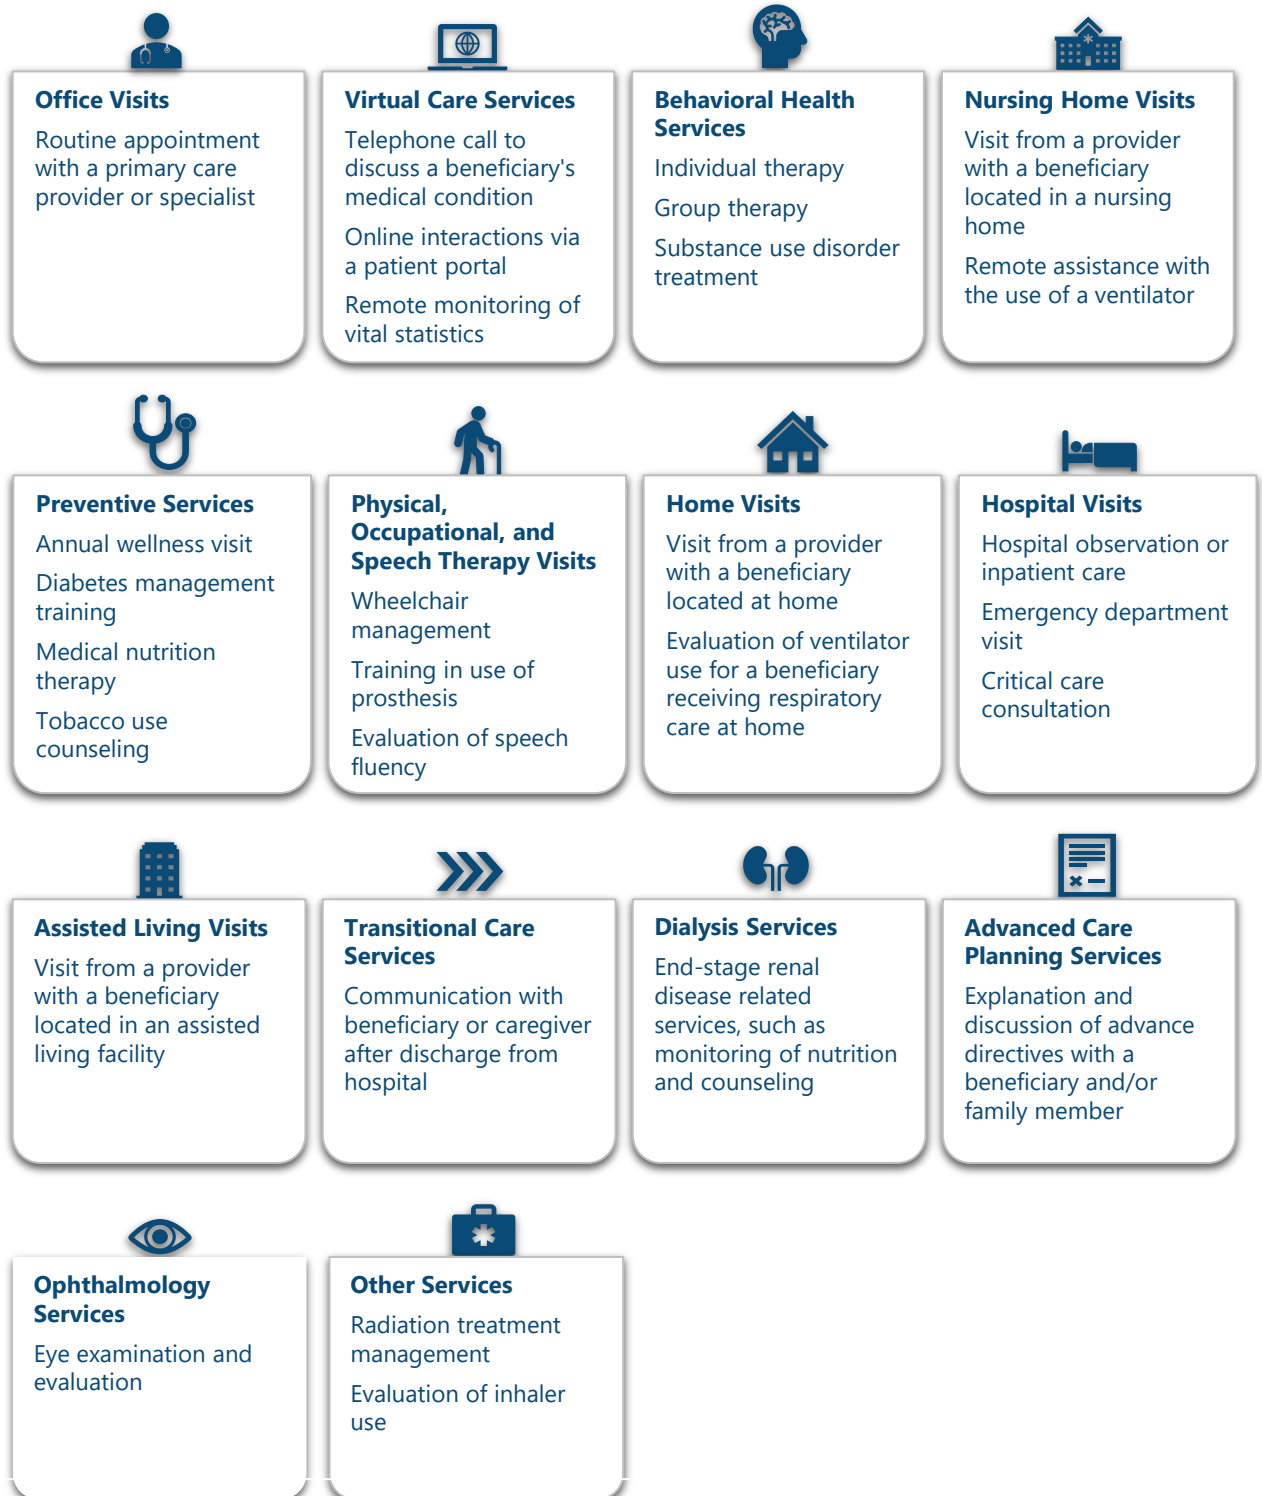 Office Visits
Routine appointment
with a primary care
provider or specialist
Virtual Care Services
Telephone call to
discuss a beneficiary's
medical condition
Online interactions via
a patient portal
Remote monitoring of
vital statistics
Behavioral Health
Services
Individual therapy
Group therapy
Substance use disorder
treatment
Nursing Home Visits
Visit from a provider
with a beneficiary
located in a nursing
home
Remote assistance with
the use of a ventilator
Preventive Services
Annual wellness visit
Diabetes management
training
Medical nutrition
therapy
Tobacco use
counseling
Physical,
Occupational, and
Speech Therapy Visits
Wheelchair
management
Training in use of
prosthesis
Evaluation of speech
fluency
Home Visits
Visit from a provider
with a beneficiary
located at home
Evaluation of ventilator
use for a beneficiary
receiving respiratory
care at home
Hospital Visits
Hospital observation or
inpatient care
Emergency department
visit
Critical care
consultation
Assisted Living Visits
Visit from a provider
with a beneficiary
located in an assisted
living facility
Transitional Care
Services
Communication with
beneficiary or caregiver
after discharge from
hospital
Dialysis Services
End-stage renal
disease related
services, such as
monitoring of nutrition
and counseling
Advanced Care
Planning Services
Explanation and
discussion of advance
directives with a
beneficiary and/or
family member
Ophthalmology
Services
Eye examination and
evaluation
Other Services
Radiation treatment
management
Evaluation of inhaler
use